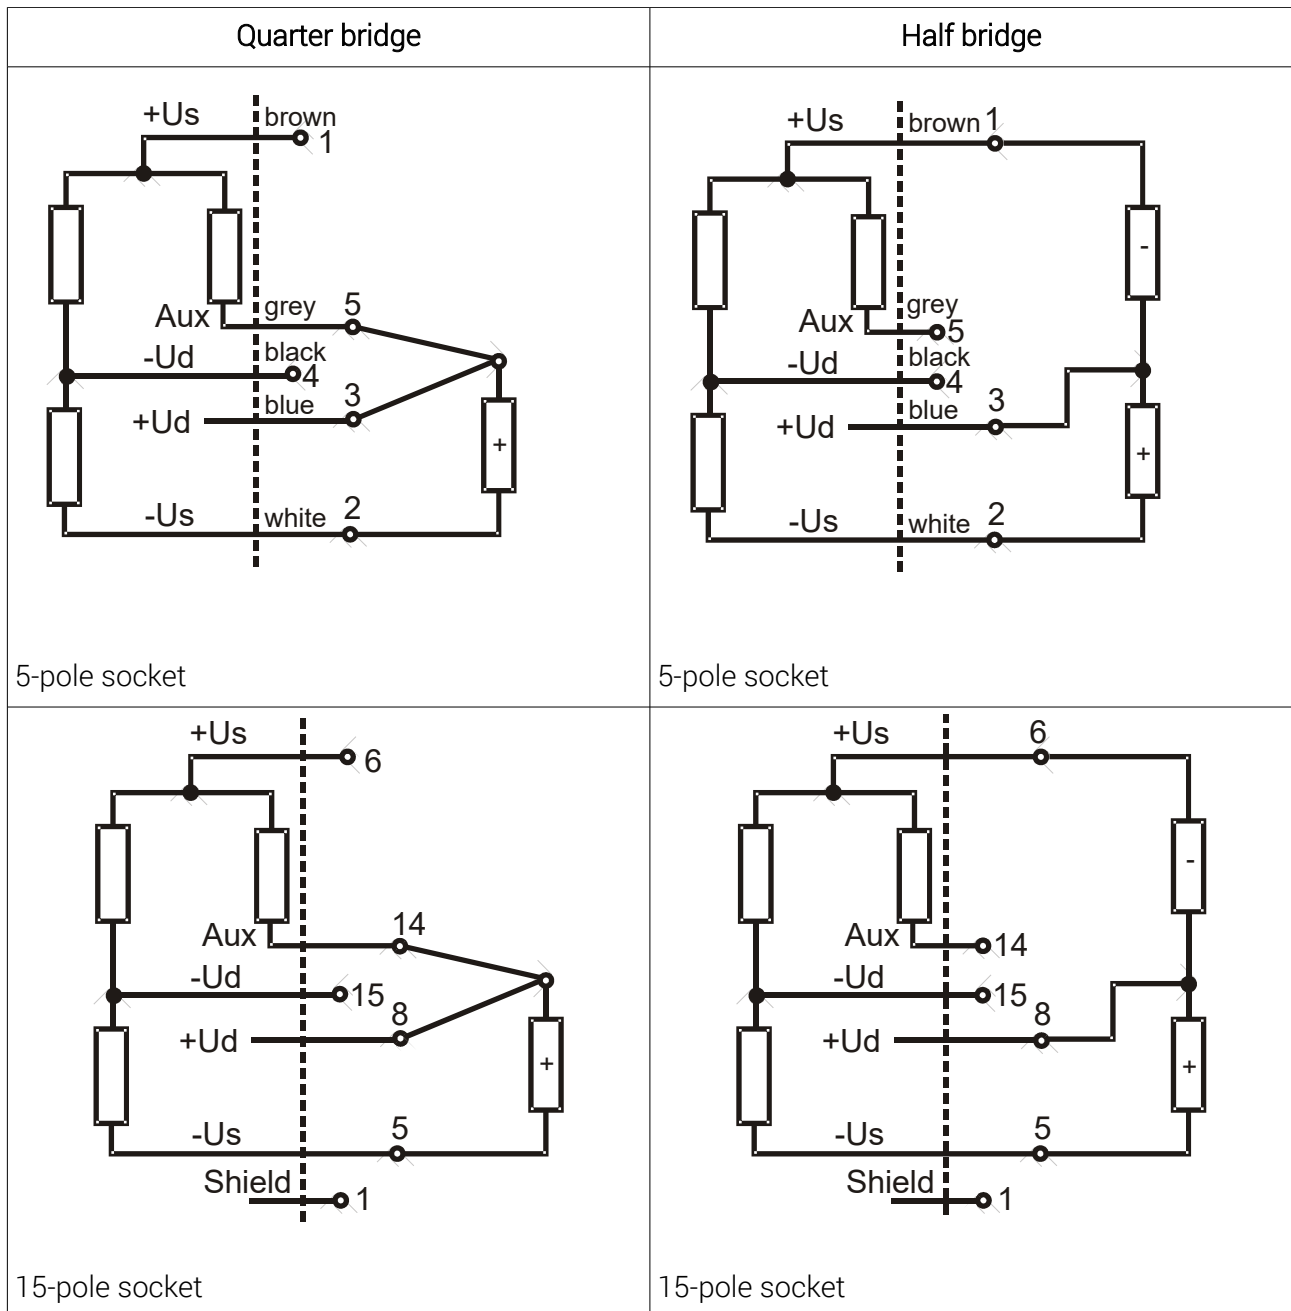 Quarter bridge
Half bridge
+Us
brown
1
grey
5
Aux
black
-Ud
4
3
blue
+Ud
+
2
-Us
white
5-pole socket
+Us
brown 1
-
grey
Aux
5
black
-Ud
4
3
blue
+Ud
+
2
-Us
white
5-pole socket
+Us
6
14
Aux
-Ud
15
8
+Ud
+
5
-Us
Shield
1
15-pole socket
+Us
6
-
Aux
14
-Ud
15
8
+Ud
+
5
-Us
Shield
1
15-pole socket